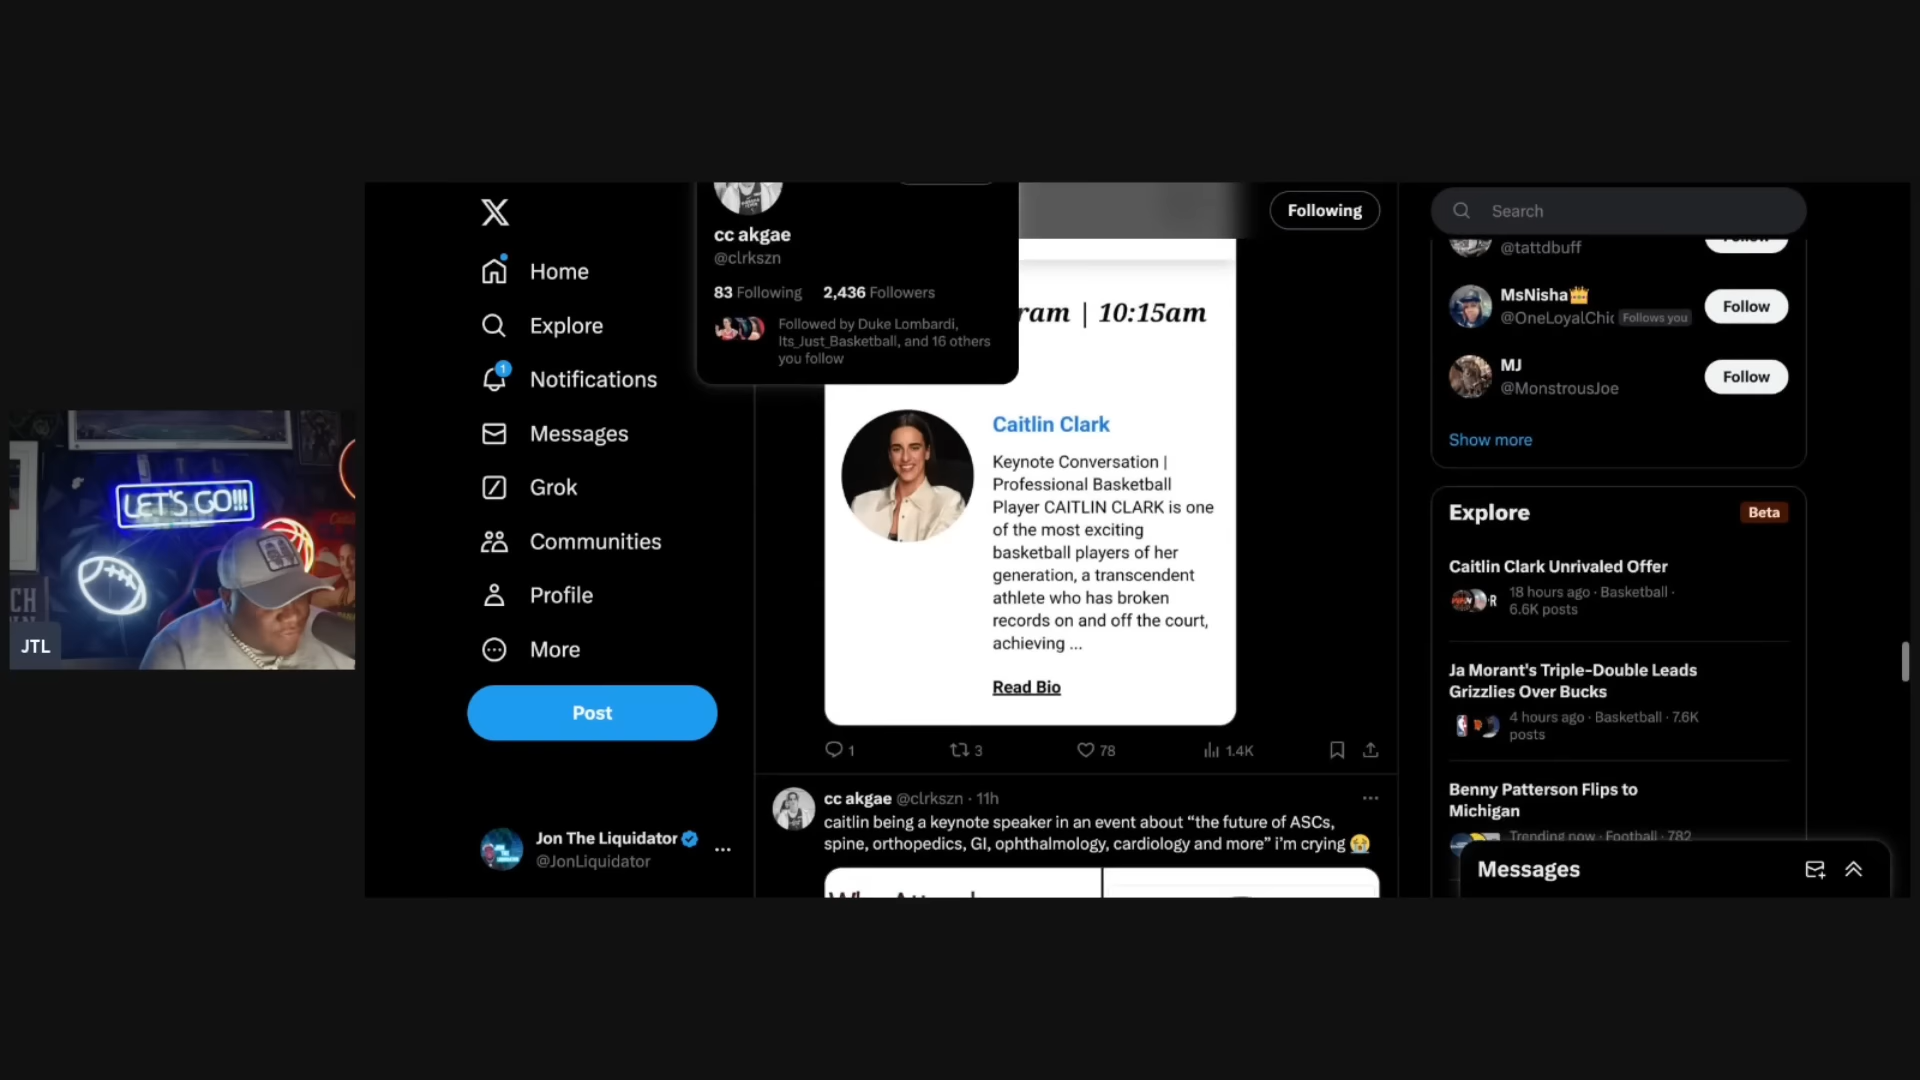 LET'S GO!!!
CH
JTL
Home
Explore
1
Notifications
Messages
Grok
Communities
Profile
More
Post
Jon The Liquidator
@JonLiquidator
cc akgae
@clrkszn
83 Following 2,436 Followers
Followed by Duke Lombardi,
Its_Just_Basketball, and 16 others
you follow
Following
ram | 10:15am
Caitlin Clark
Keynote Conversation |
Professional Basketball
Player CAITLIN CLARK is one
of the most exciting
basketball players of her
generation, a transcendent
athlete who has broken
records on and off the court,
achieving ...
Read Bio
1 3 78 1.4K
cc akgae @clrkszn · 11h
caitlin being a keynote speaker in an event about “the future of ASCs,
spine, orthopedics, GI, ophthalmology, cardiology and more” i’m crying 😭
Search
@tattdbuff
MsNisha👑
@OneLoyalChic Follows you
Follow
MJ
@MonstrousJoe
Follow
Show more
Explore
Beta
Caitlin Clark Unrivaled Offer
18 hours ago · Basketball ·
6.6K posts
Ja Morant's Triple-Double Leads
Grizzlies Over Bucks
4 hours ago · Basketball · 7.6K
posts
Benny Patterson Flips to
Michigan
Trending now · Football · 782
Messages